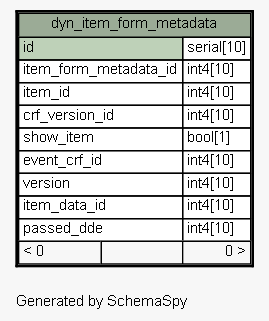 dyn_item_form_metadata
id serial[10]
item_form_metadata_id int4[10]
item_id int4[10]
crf_version_id int4[10]
show_item bool[1]
event_crf_id int4[10]
version int4[10]
item_data_id int4[10]
passed_dde int4[10]
< 0 0 >
Generated by SchemaSpy